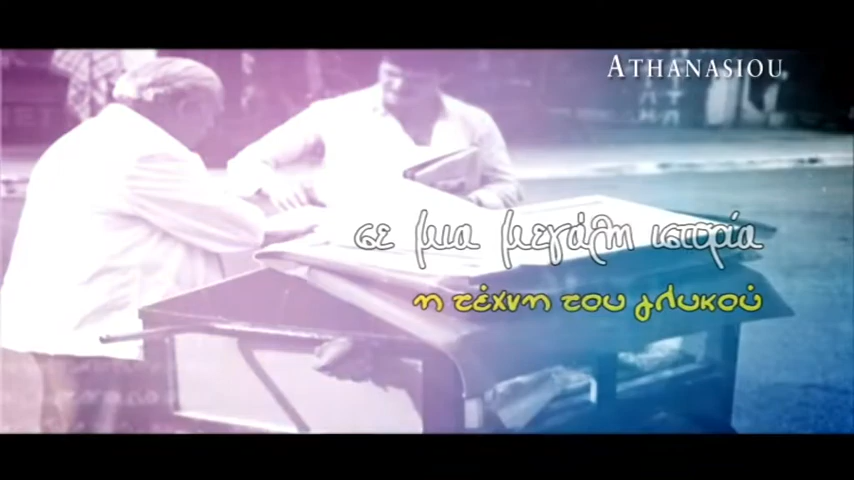 ATHANASIOU
σε μια μεγάλη ιστορία
η τέχνη του γλυκού